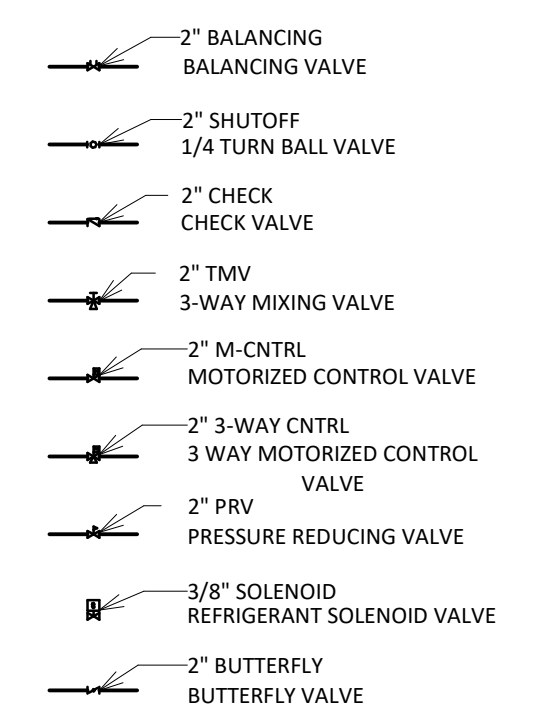 2" BALANCING
BALANCING VALVE
2" SHUTOFF
1/4 TURN BALL VALVE
2" CHECK
CHECK VALVE
2" TMV
3-WAY MIXING VALVE
2" M-CNTRL
MOTORIZED CONTROL VALVE
2" 3-WAY CNTRL
3 WAY MOTORIZED CONTROL
VALVE
2" PRV
PRESSURE REDUCING VALVE
3/8" SOLENOID
REFRIGERANT SOLENOID VALVE
2" BUTTERFLY
BUTTERFLY VALVE